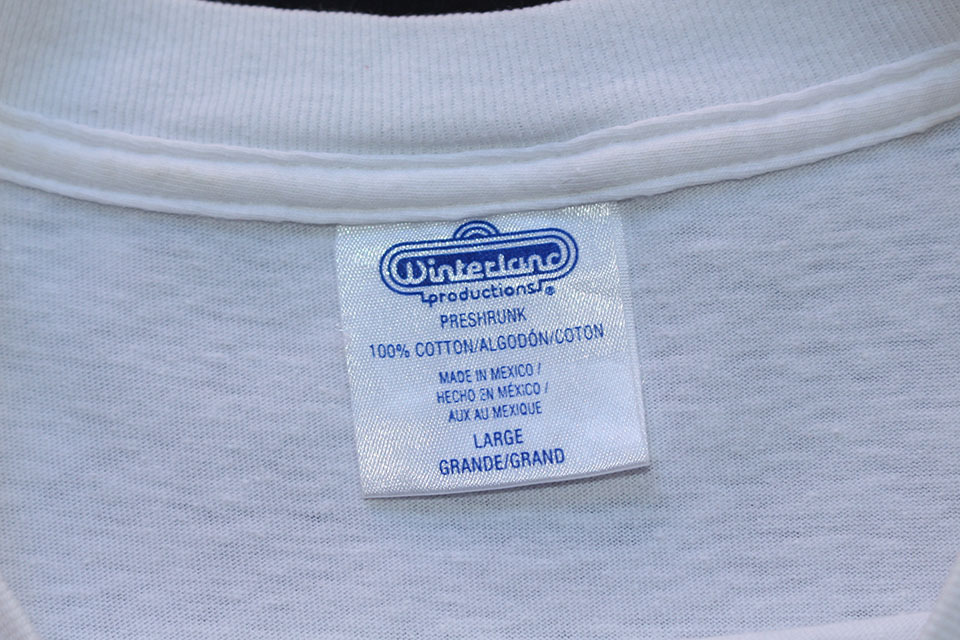 Winterland
productions®
PRESHRUNK
100% COTTON/ALGODÓN/COTON
MADE IN MEXICO /
HECHO EN MÉXICO /
AUX AU MEXIQUE
LARGE
GRANDE/GRAND